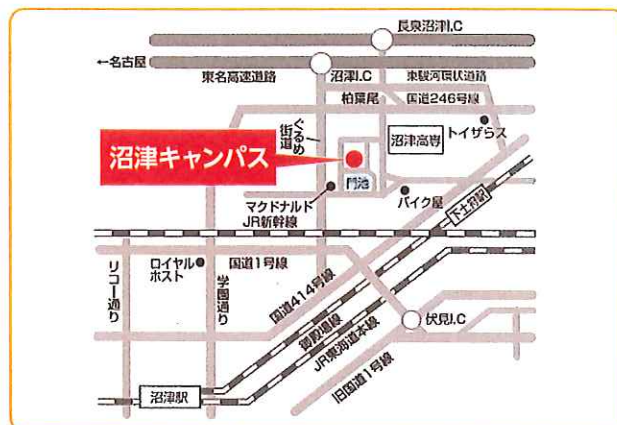 長泉沼津I.C
←名古屋
東名高速道路
沼津I.C
東駿河環状道路
柏葉尾
国道246号線
ぐるめ
街道
トイザらス
沼津高専
沼津キャンパス
門池
マクドナルド
バイク屋
下土狩駅
JR新幹線
リコー通り
ロイヤル
ホスト
国道1号線
学園通り
国道414号線
御殿場線
JR東海道本線
伏見I.C
旧国道1号線
沼津駅